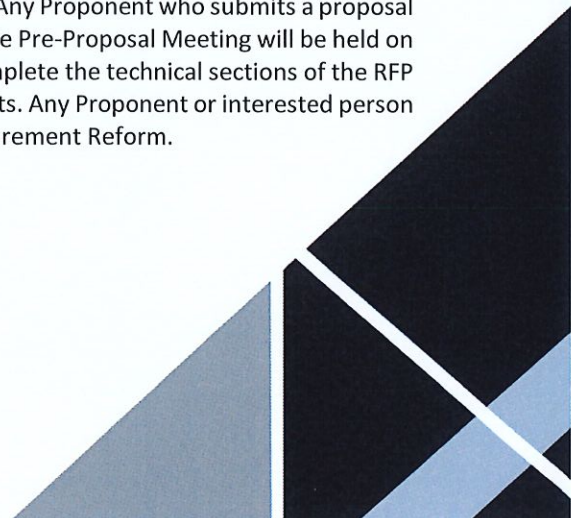 Any Proponent who submits a proposal
e Pre-Proposal Meeting will be held on
plete the technical sections of the RFP
ts. Any Proponent or interested person
rement Reform.